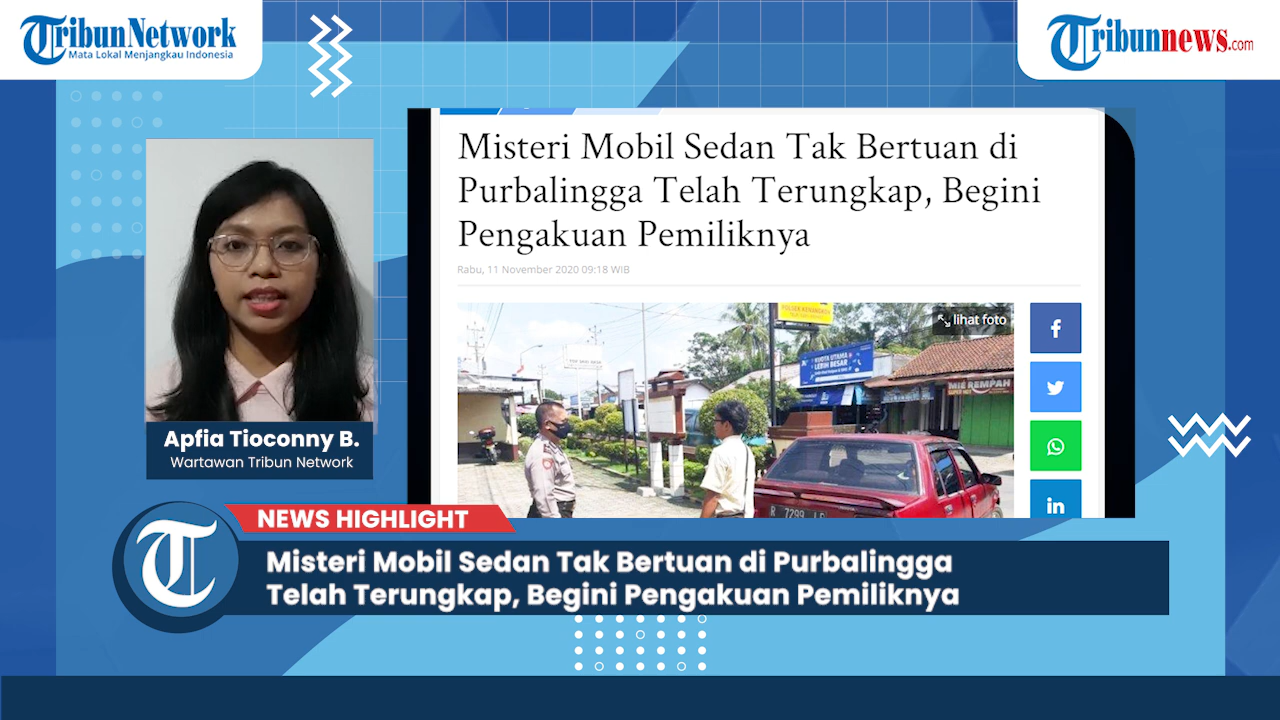 TribunNetwork
Mata Lokal Menjangkau Indonesia
Tribunnews.com
Misteri Mobil Sedan Tak Bertuan di
Purbalingga Telah Terungkap, Begini
Pengakuan Pemiliknya
Rabu, 11 November 2020 09:18 WIB
lihat foto
KUOTA UTAMA
LEBIH BESAR
MIE REMPAH
R 7299
f
in
Apfia Tioconny B.
Wartawan Tribun Network
NEWS HIGHLIGHT
T
Misteri Mobil Sedan Tak Bertuan di Purbalingga
Telah Terungkap, Begini Pengakuan Pemiliknya